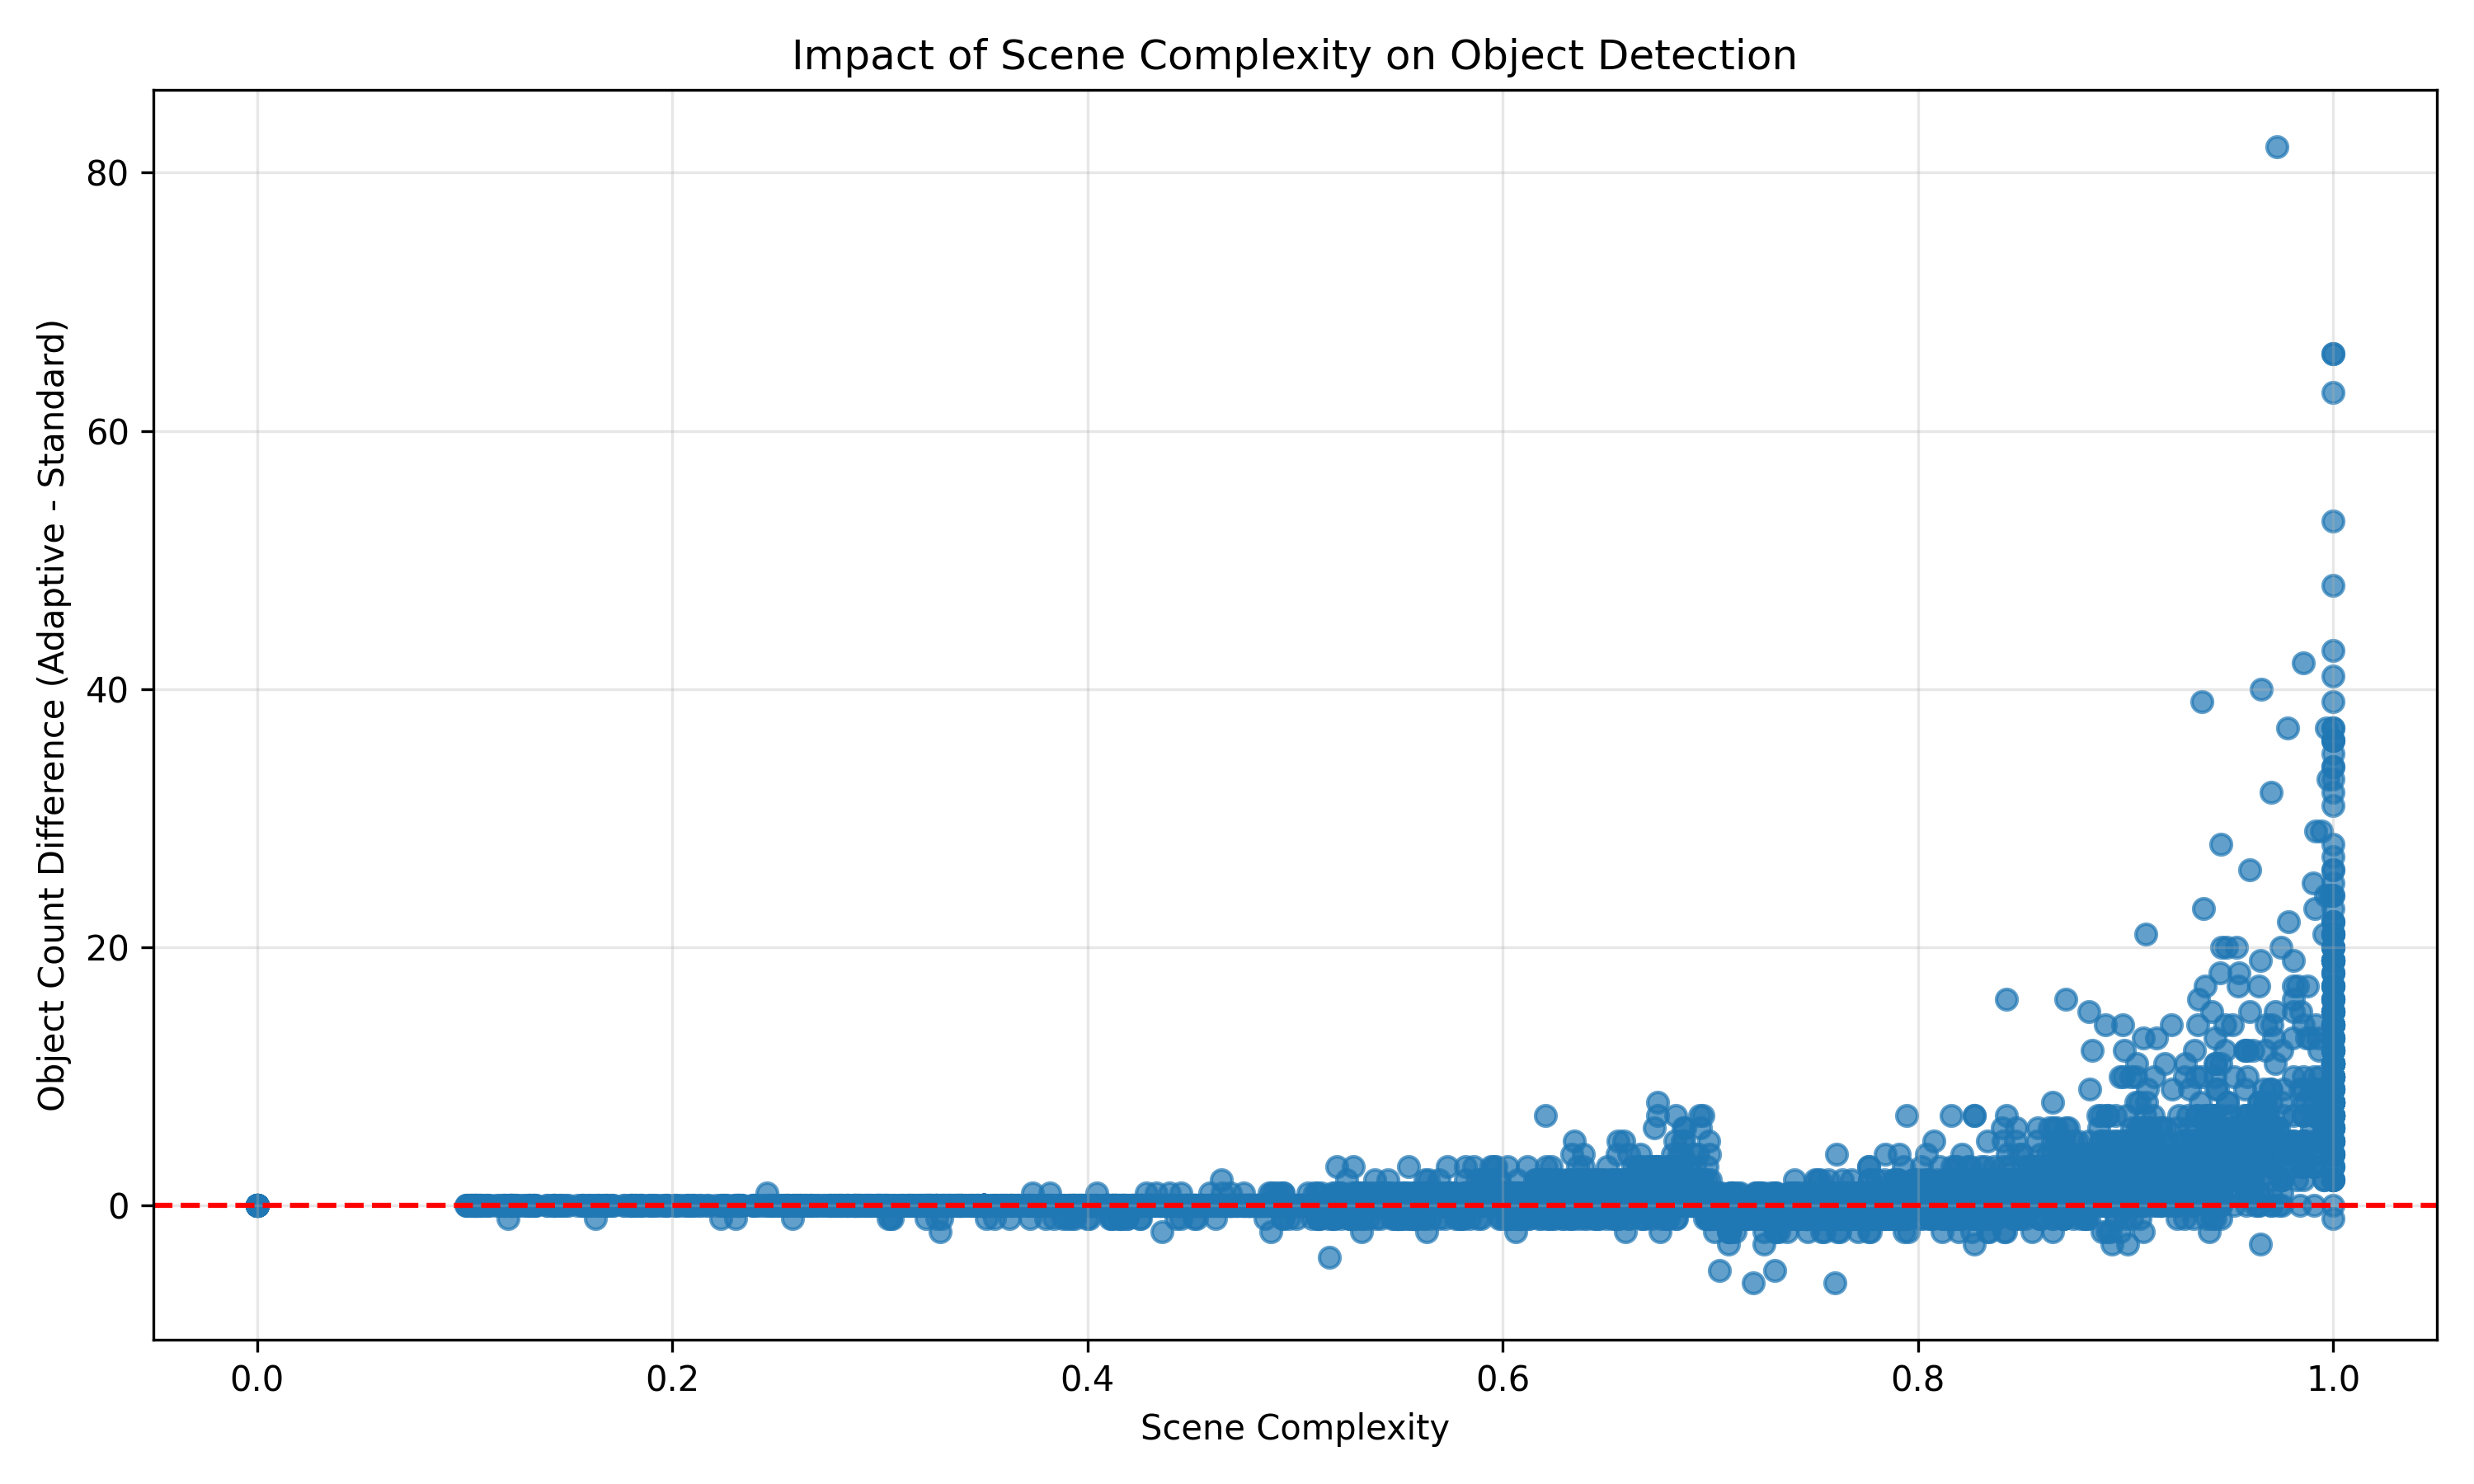 Impact of Scene Complexity on Object Detection
Object Count Difference (Adaptive - Standard)
80
60
40
20
0
0.0 0.2 0.4 0.6 0.8 1.0
Scene Complexity